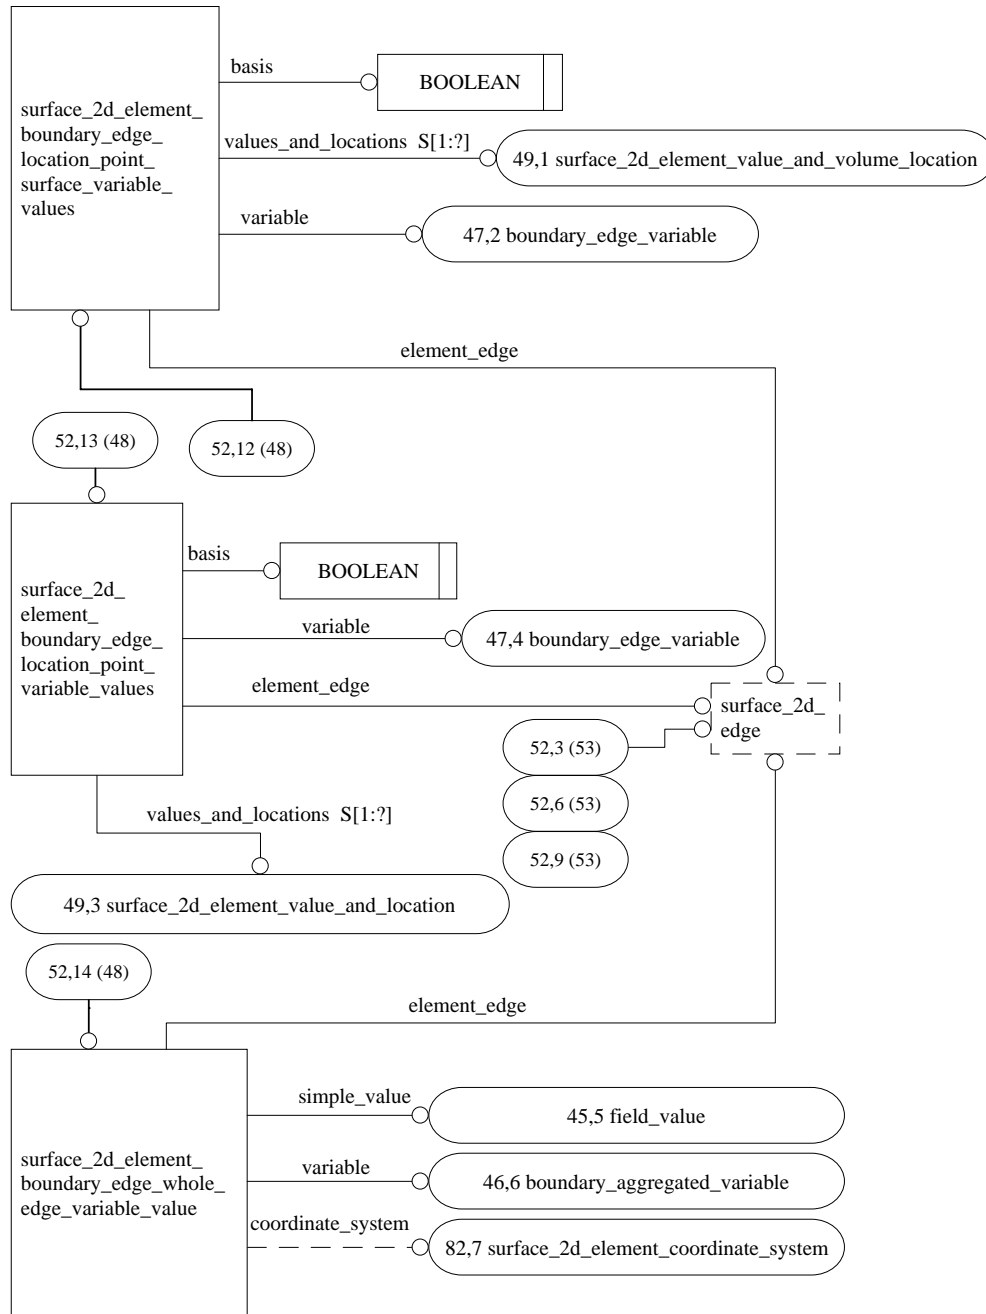 basis
BOOLEAN
surface_2d_element_
boundary_edge_
location_point_
surface_variable_
values
values_and_locations S[1:?]
49,1 surface_2d_element_value_and_volume_location
variable
47,2 boundary_edge_variable
element_edge
52,13 (48)
52,12 (48)
basis
BOOLEAN
surface_2d_
element_
boundary_edge_
location_point_
variable_values
variable
47,4 boundary_edge_variable
element_edge
surface_2d_
edge
52,3 (53)
52,6 (53)
52,9 (53)
values_and_locations S[1:?]
49,3 surface_2d_element_value_and_location
52,14 (48)
element_edge
simple_value
45,5 field_value
surface_2d_element_
boundary_edge_whole_
edge_variable_value
variable
46,6 boundary_aggregated_variable
coordinate_system
82,7 surface_2d_element_coordinate_system